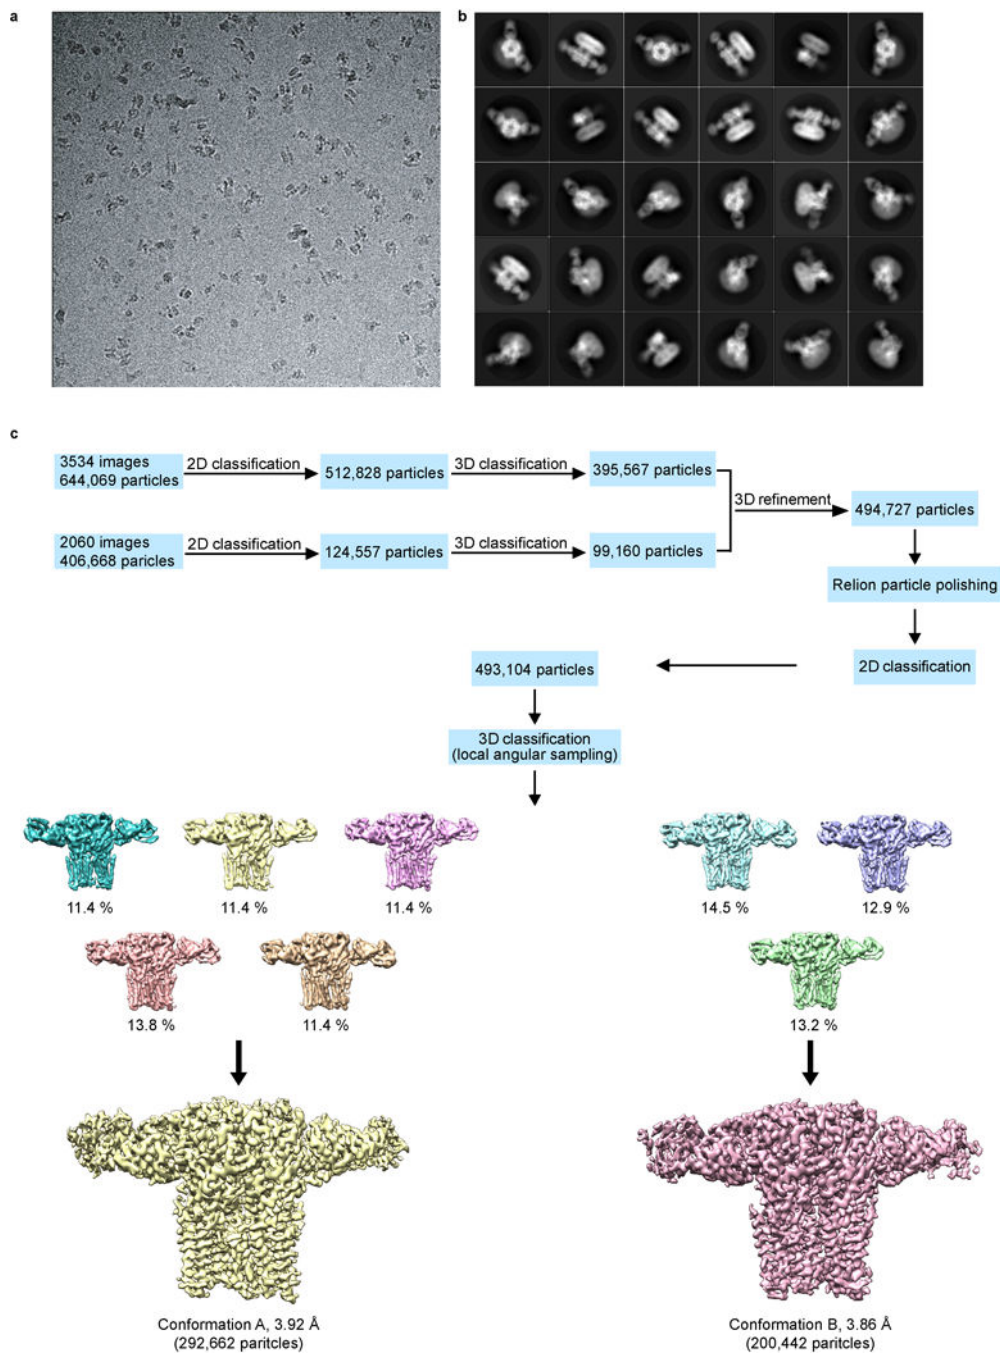 a
b
c
3534 images
644,069 particles
2D classification
512,828 particles
3D classification
395,567 particles
3D refinement
494,727 particles
2060 images
406,668 paricles
2D classification
124,557 particles
3D classification
99,160 particles
Relion particle polishing
2D classification
493,104 particles
3D classification
(local angular sampling)
11.4 %
11.4 %
11.4 %
14.5 %
12.9 %
13.8 %
11.4 %
13.2 %
Conformation A, 3.92 Å
(292,662 paritcles)
Conformation B, 3.86 Å
(200,442 paritcles)